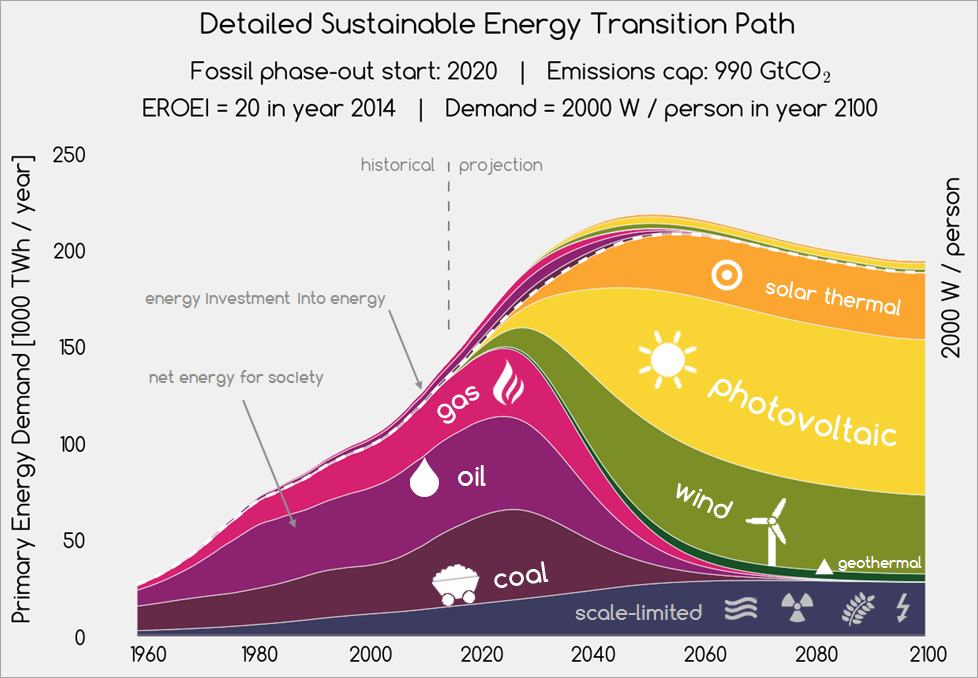 Detailed Sustainable Energy Transition Path
Fossil phase-out start: 2020 | Emissions cap: 990 GtCO₂
EROEI = 20 in year 2014 | Demand = 2000 W / person in year 2100
Primary Energy Demand [1000 TWh / year]
250
200
150
100
50
0
historical
projection
energy investment into energy
net energy for society
gas
oil
coal
solar thermal
photovoltaic
wind
geothermal
scale-limited
2000 W / person
1960 1980 2000 2020 2040 2060 2080 2100